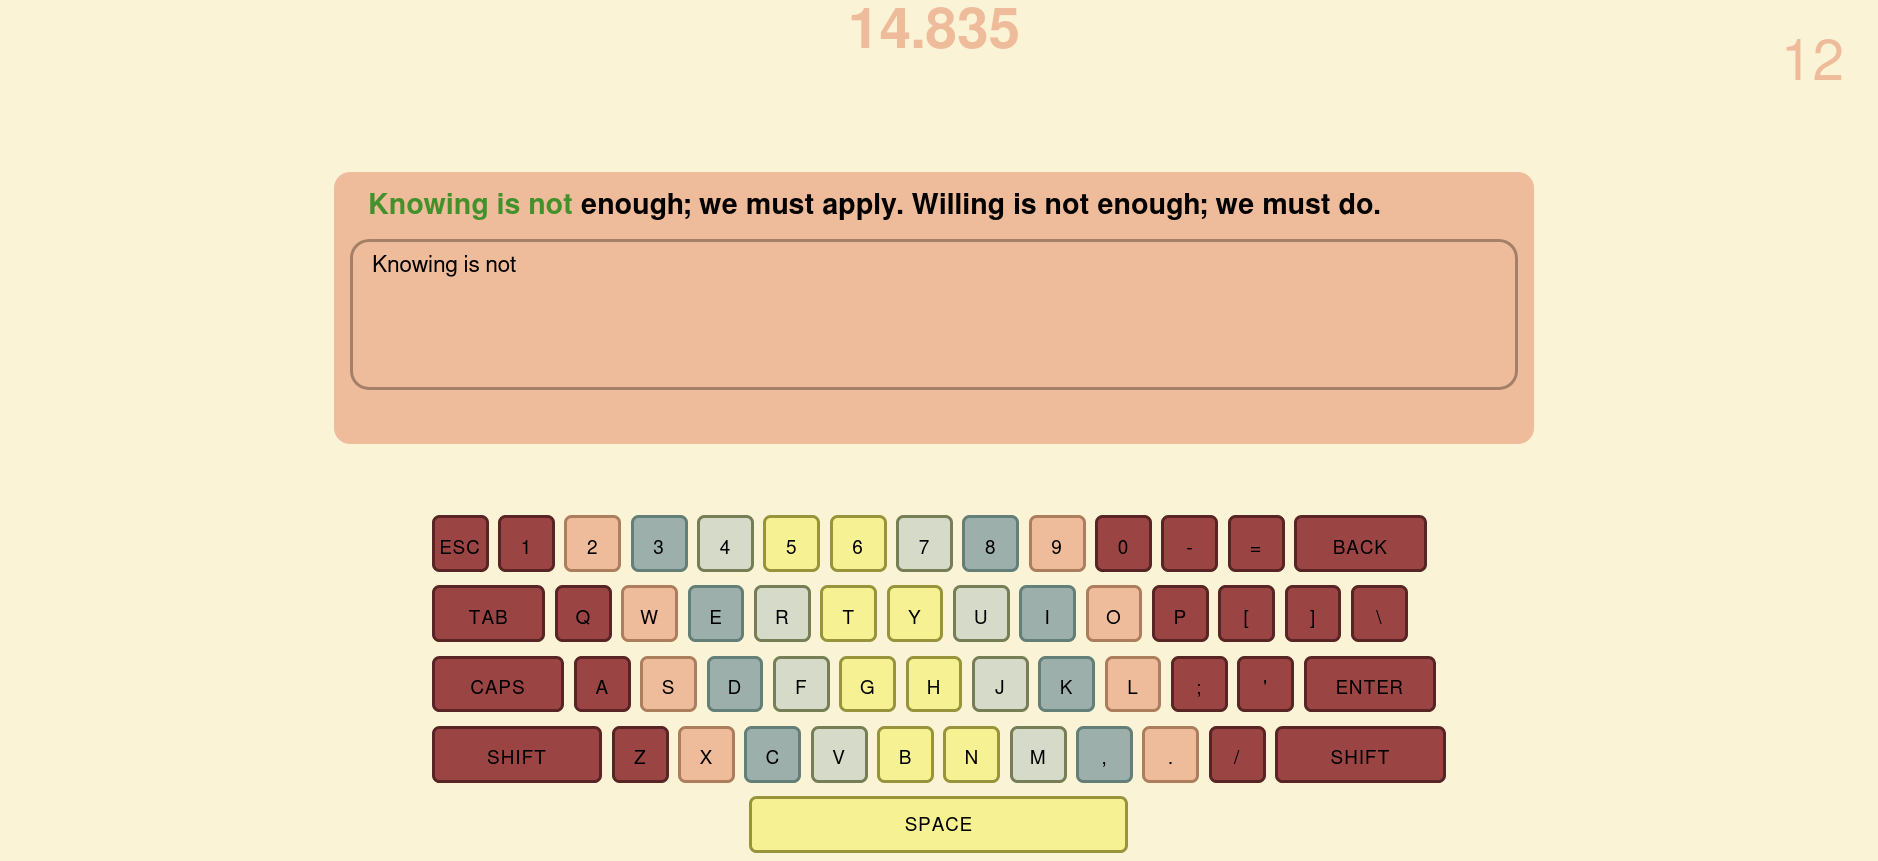 14.835
12
Knowing is not enough; we must apply. Willing is not enough; we must do.
Knowing is not
ESC 1 2 3 4 5 6 7 8 9 0 - = BACK
TAB Q W E R T Y U I O P [ ] \
CAPS A S D F G H J K L ; ' ENTER
SHIFT Z X C V B N M , . / SHIFT
SPACE